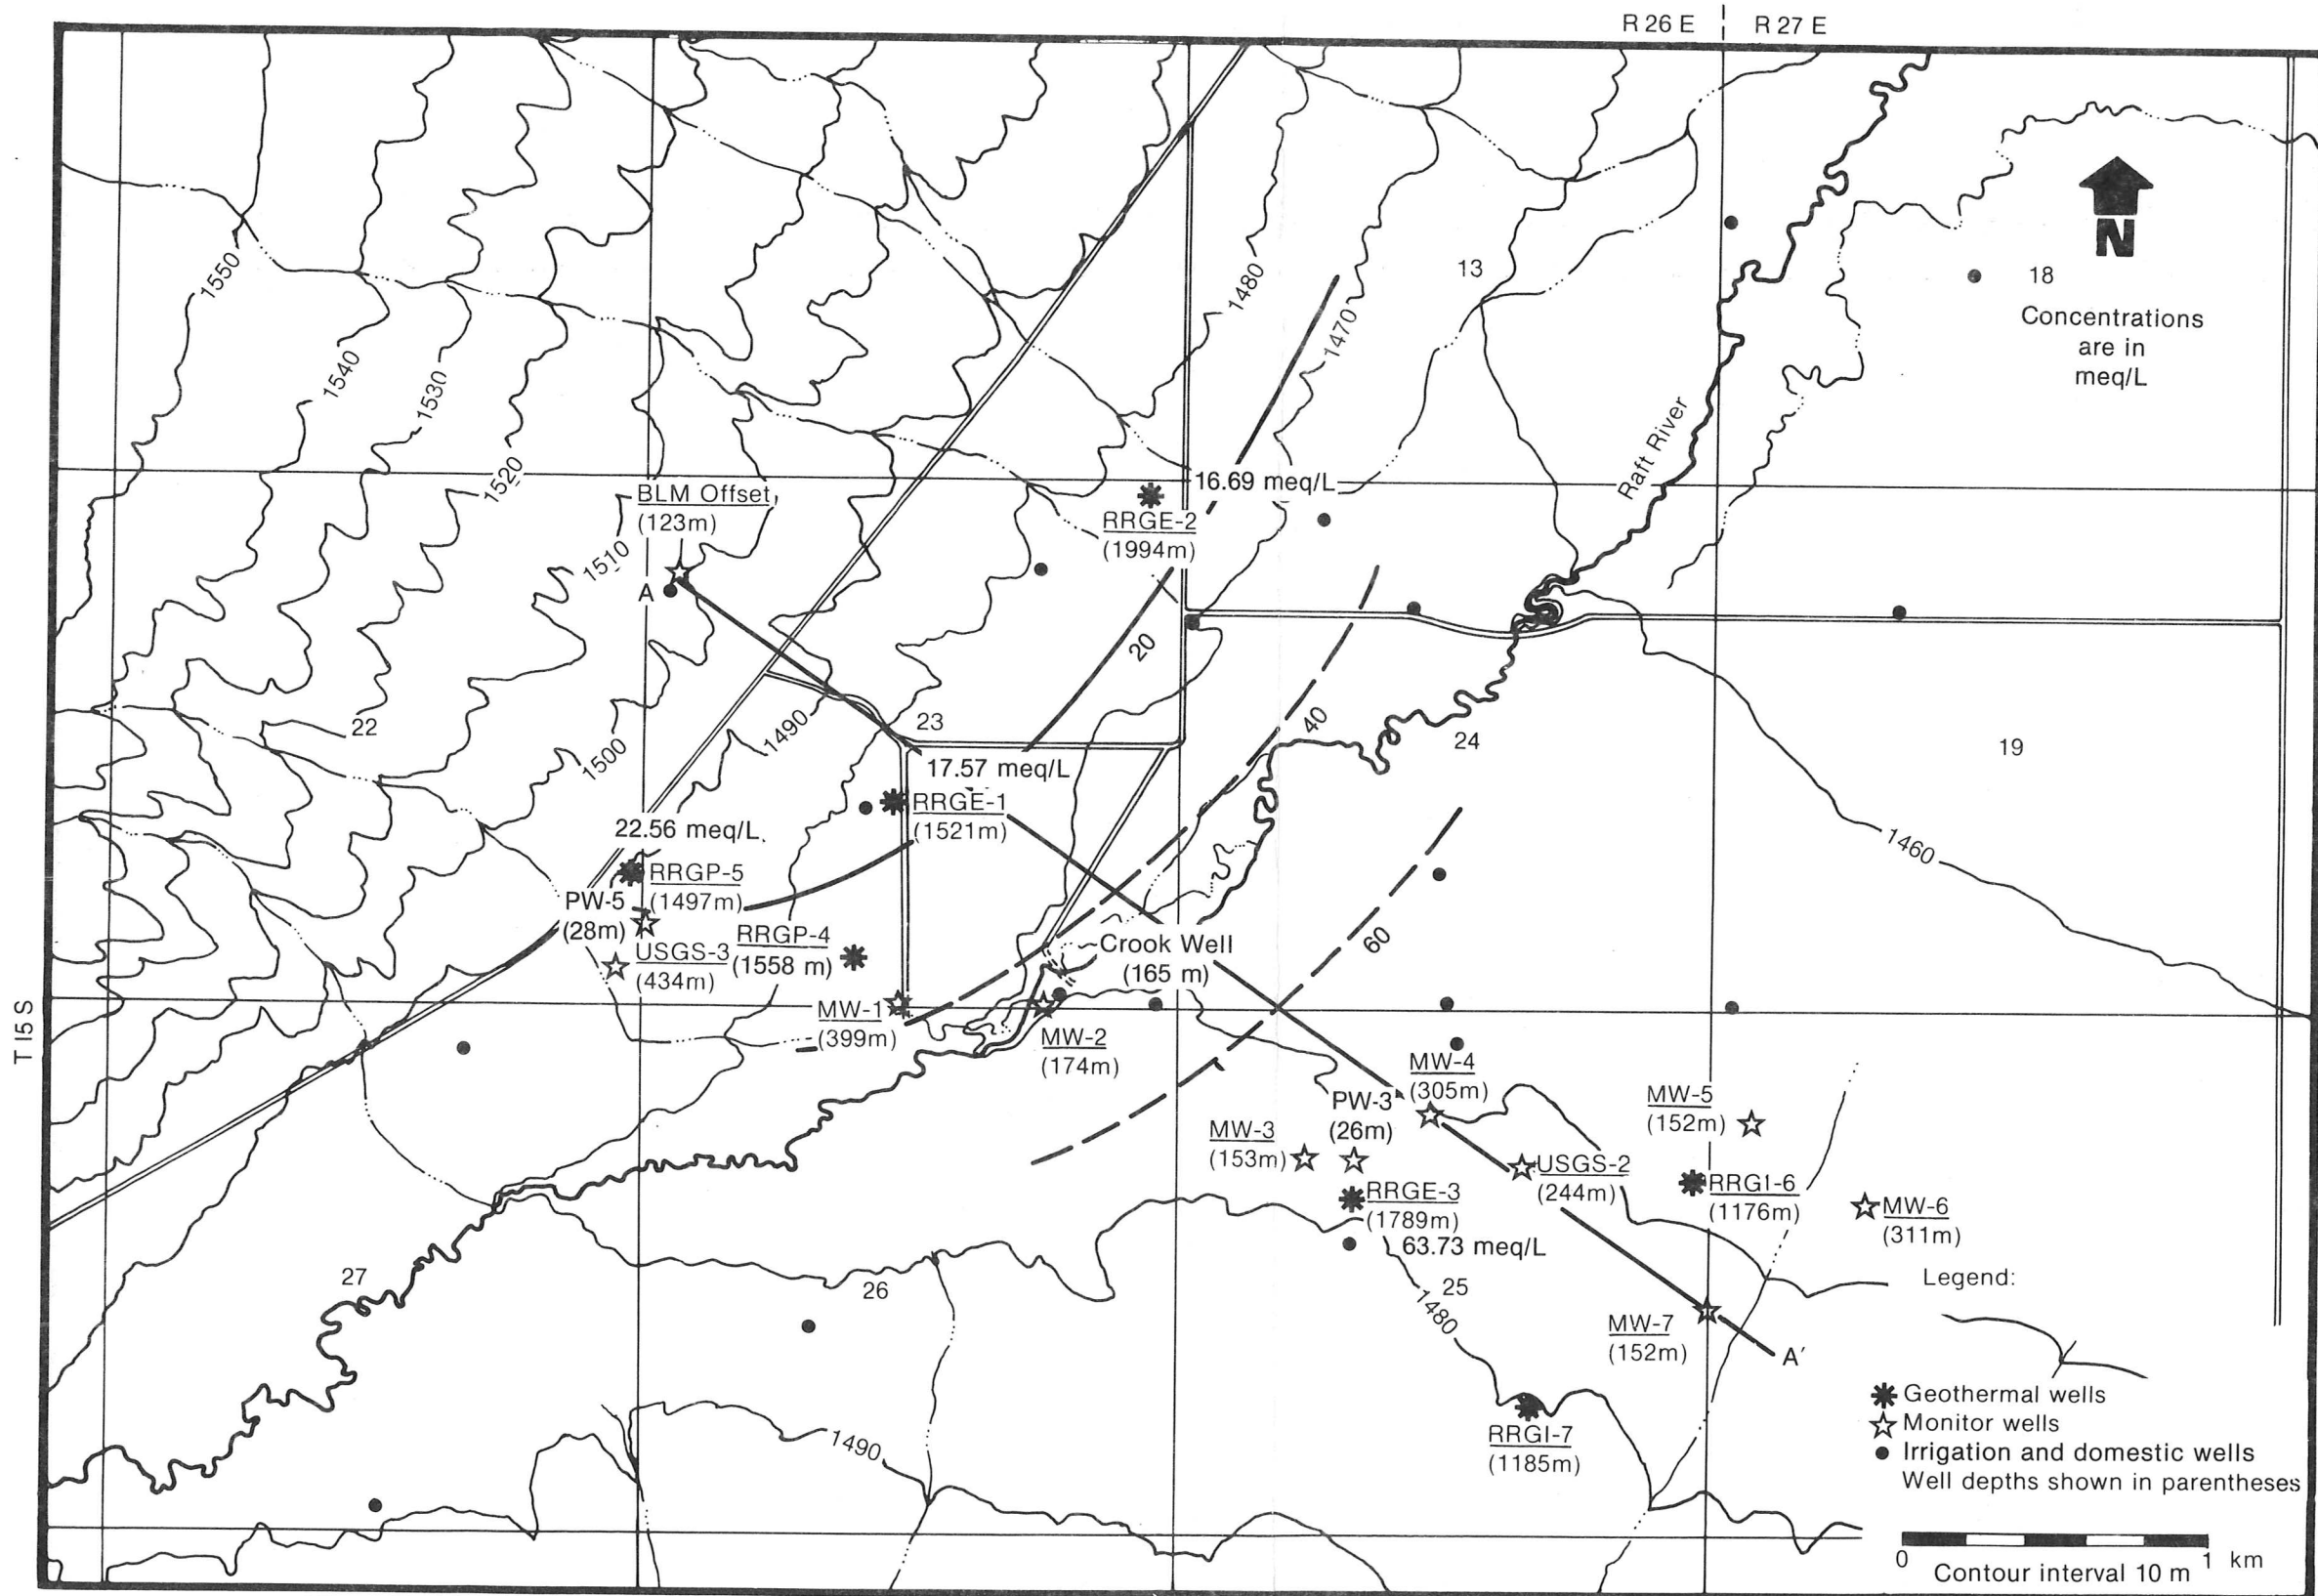 R 26 E
R 27 E
1550
1540
1530
1520
1480
1470
13
18
N
Concentrations
are in
meq/L
Raft River
16.69 meq/L
BLM Offset
(123m)
RRGE-2
(1994m)
1510
A
20
40
22
23
1490
1500
24
19
17.57 meq/L
RRGE-1
(1521m)
22.56 meq/L
1460
RRGP-5
(1497m)
PW-5
(28m)
USGS-3
(434m)
RRGP-4
(1558 m)
60
Crook Well
(165 m)
T 15 S
MW-1
(399m)
MW-2
(174m)
MW-4
(305m)
PW-3
(26m)
MW-3
(153m)
MW-5
(152m)
USGS-2
(244m)
RRGE-3
(1789m)
63.73 meq/L
RRGI-6
(1176m)
MW-6
(311m)
27
26
25
1480
Legend:
MW-7
(152m)
A'
1490
RRGI-7
(1185m)
Geothermal wells
Monitor wells
Irrigation and domestic wells
Well depths shown in parentheses
0
1 km
Contour interval 10 m